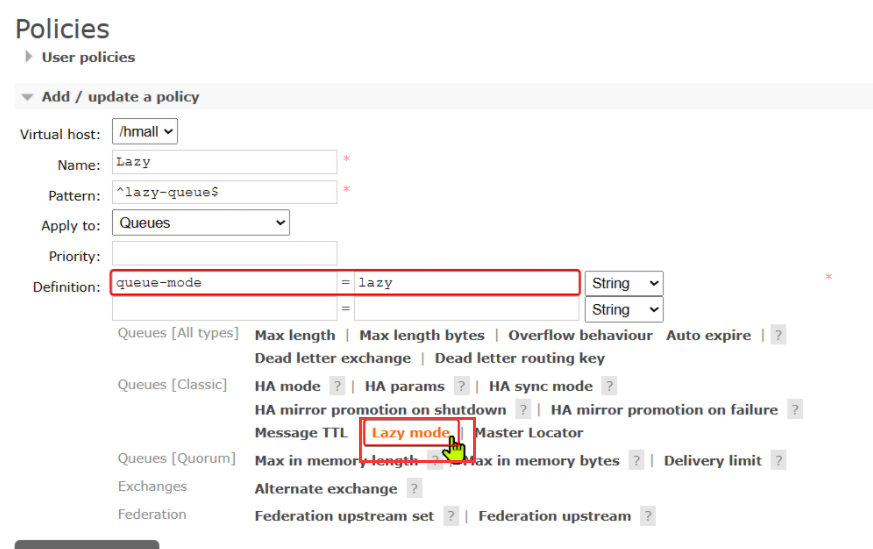 Policies
User policies
Add / update a policy
Virtual host: /hmall
Name: Lazy *
Pattern: ^lazy-queue$ *
Apply to: Queues
Priority:
Definition: queue-mode = lazy String *
= String
Queues [All types] Max length | Max length bytes | Overflow behaviour Auto expire | ?
Dead letter exchange | Dead letter routing key
Queues [Classic] HA mode ? | HA params ? | HA sync mode ?
HA mirror promotion on shutdown ? | HA mirror promotion on failure ?
Message TTL Lazy mode | Master Locator
Queues [Quorum] Max in memory length ? Max in memory bytes ? | Delivery limit ?
Exchanges Alternate exchange ?
Federation Federation upstream set ? | Federation upstream ?